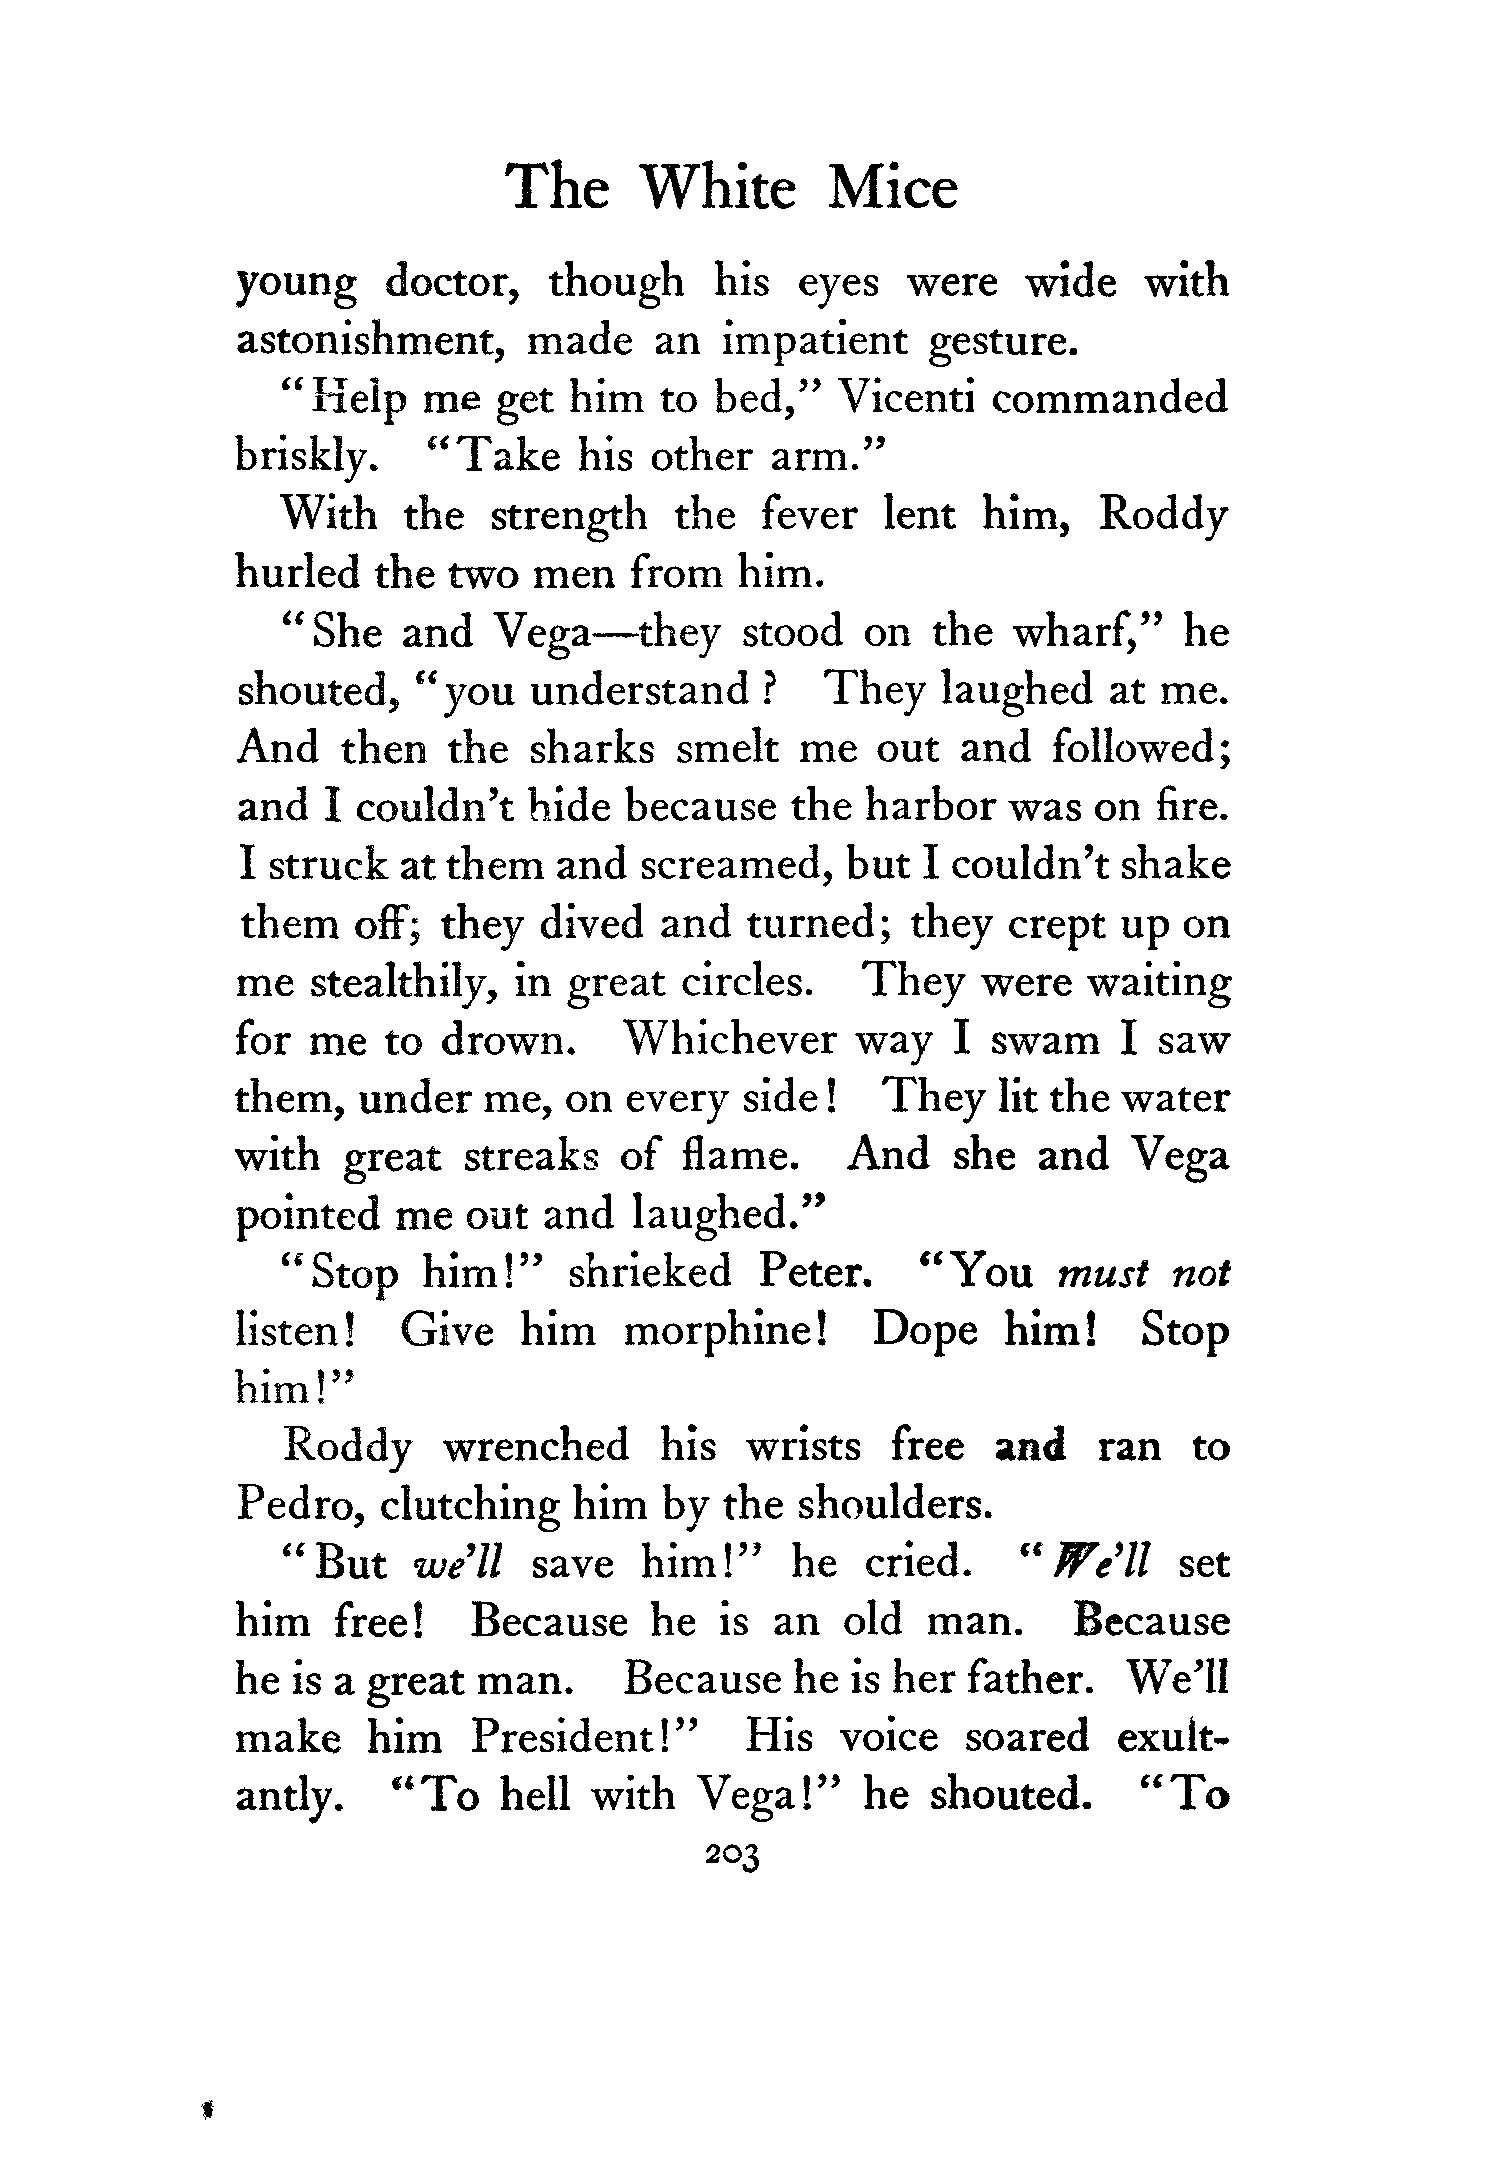 The White Mice
young doctor, though his eyes were wide with
astonishment, made an impatient gesture.
"Help me get him to bed," Vicenti commanded
briskly. "Take his other arm."
With the strength the fever lent him, Roddy
hurled the two men from him.
"She and Vega—they stood on the wharf," he
shouted, "you understand? They laughed at me.
And then the sharks smelt me out and followed;
and I couldn't hide because the harbor was on fire.
I struck at them and screamed, but I couldn't shake
them off; they dived and turned; they crept up on
me stealthily, in great circles. They were waiting
for me to drown. Whichever way I swam I saw
them, under me, on every side! They lit the water
with great streaks of flame. And she and Vega
pointed me out and laughed."
"Stop him!" shrieked Peter. "You must not
listen! Give him morphine! Dope him! Stop
him!"
Roddy wrenched his wrists free and ran to
Pedro, clutching him by the shoulders.
"But we'll save him!" he cried. "We'll set
him free! Because he is an old man. Because
he is a great man. Because he is her father. We'll
make him President!" His voice soared exult-
antly. "To hell with Vega!" he shouted. "To
203